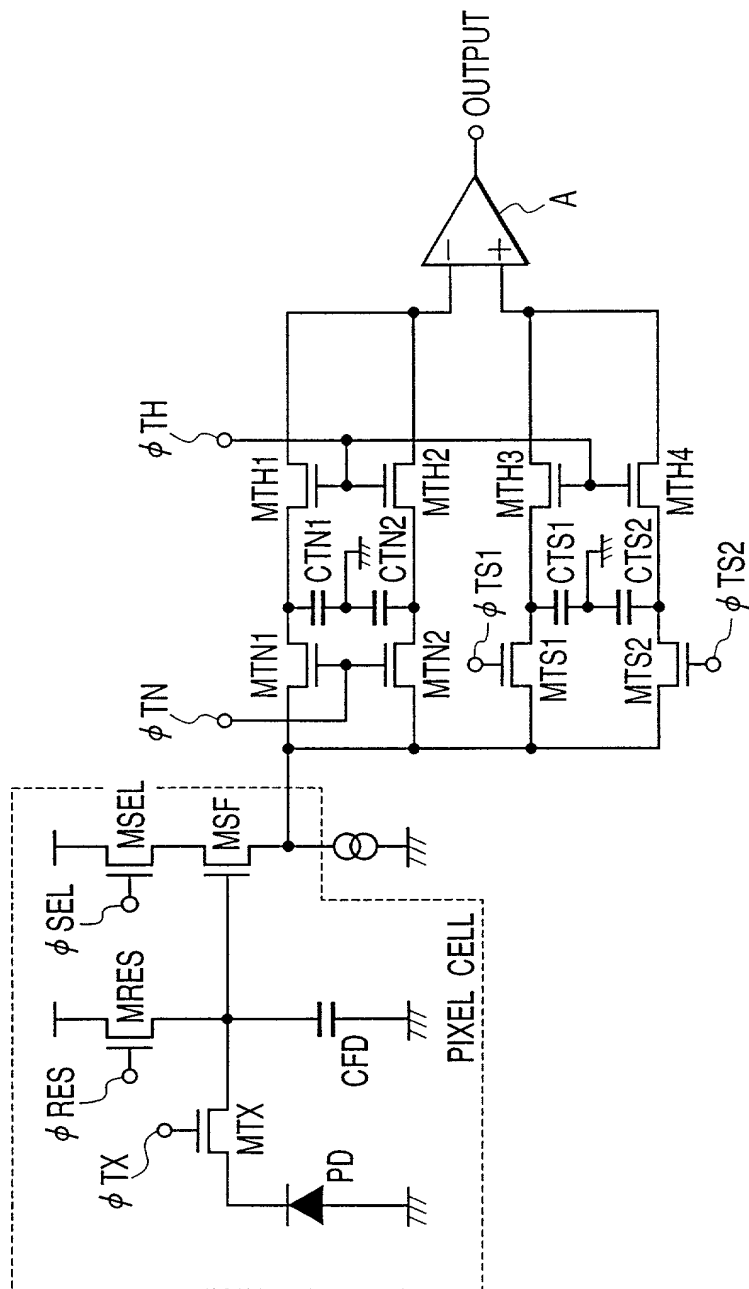 φRES
φSEL
φTX
MRES
MSEL
MTX
MSF
PD
CFD
PIXEL CELL
φTN
φTH
MTN1
MTH1
CTN1
CTN2
MTN2
MTH2
φTS1
MTH3
CTS1
MTS1
CTS2
MTS2
MTH4
φTS2
−
+
A
OUTPUT